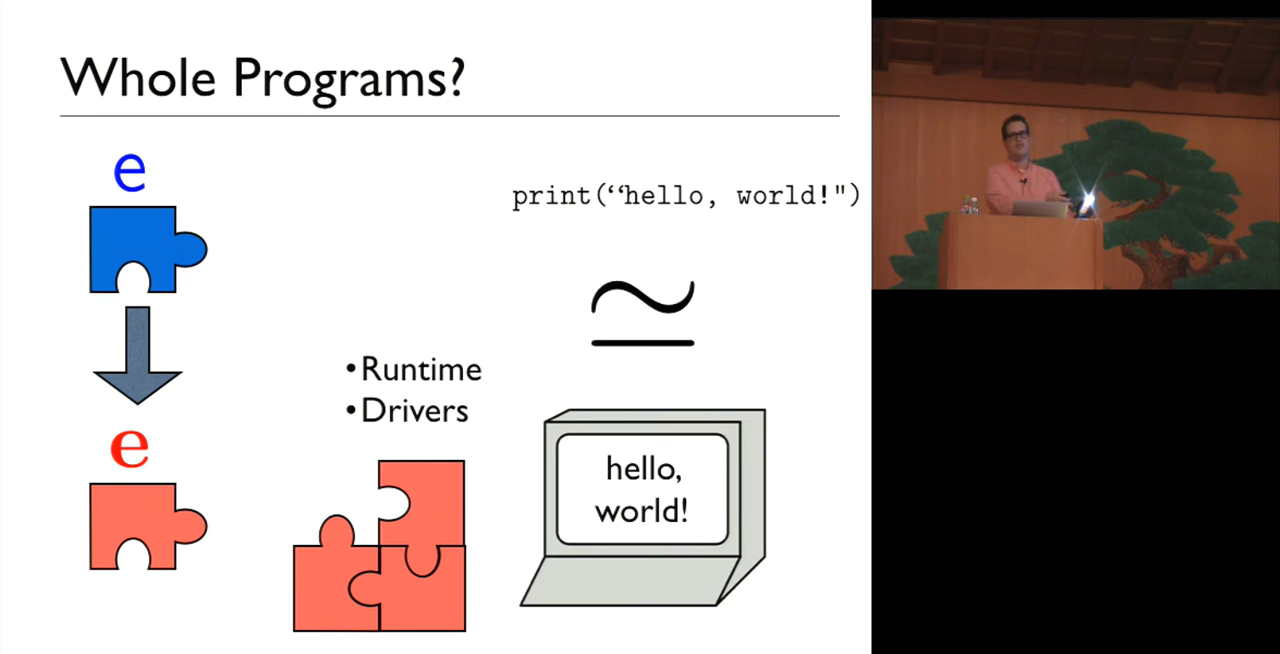 Whole Programs?
e
print(“hello, world!")
≃
• Runtime
• Drivers
e
hello,
world!